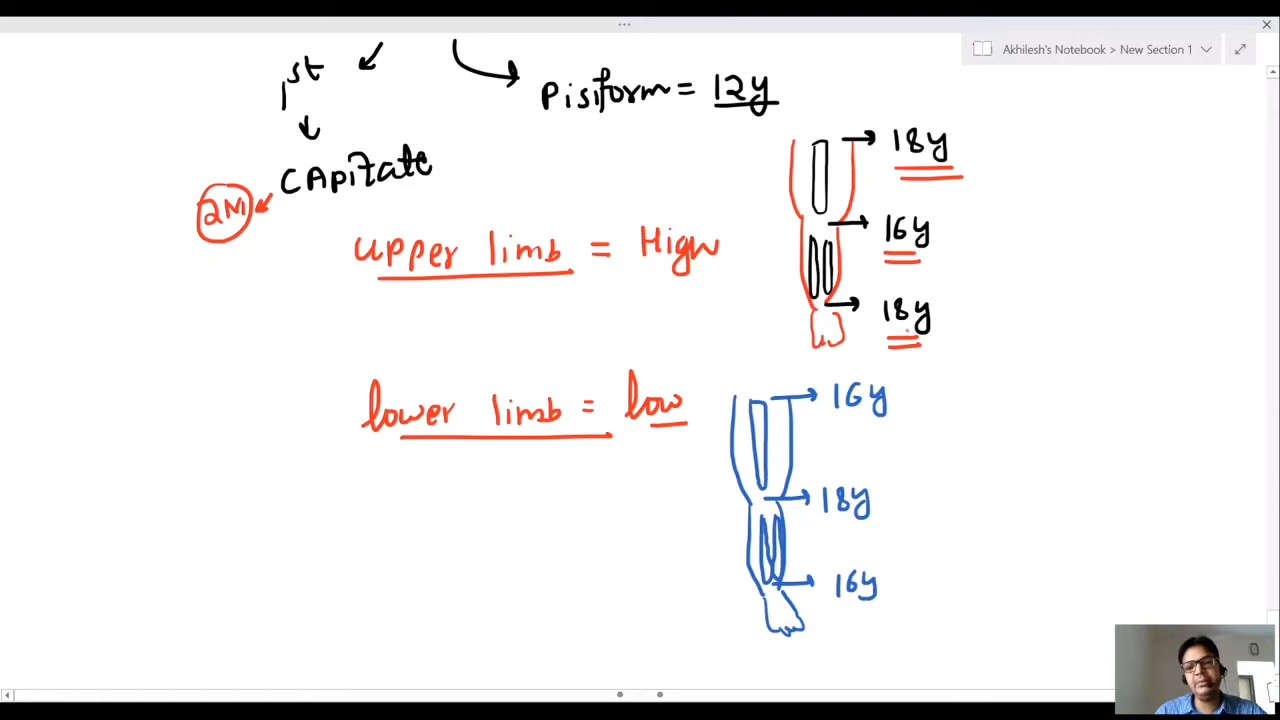 Akhilesh's Notebook > New Section 1
1st
Pisiform = 12y
CApitate
2M
18y
16y
18y
upper limb = High
lower limb = low
16y
18y
16y